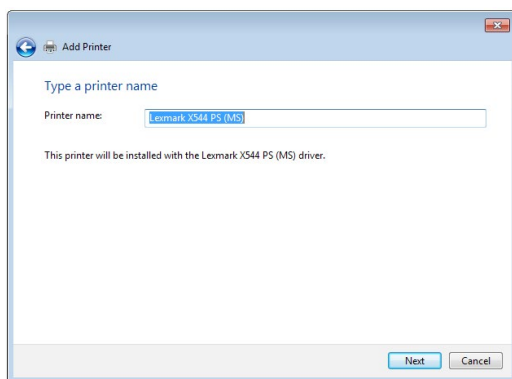 Add Printer
Type a printer name
Printer name: Lexmark X544 PS (MS)
This printer will be installed with the Lexmark X544 PS (MS) driver.
Next Cancel